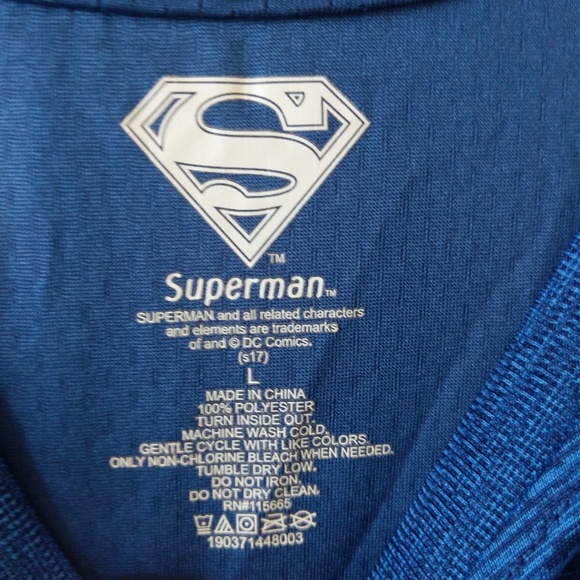 S
TM
Superman TM
SUPERMAN and all related characters
and elements are trademarks
of and © DC Comics.
(s17)
L
MADE IN CHINA
100% POLYESTER
TURN INSIDE OUT.
MACHINE WASH COLD,
GENTLE CYCLE WITH LIKE COLORS.
ONLY NON-CHLORINE BLEACH WHEN NEEDED.
TUMBLE DRY LOW.
DO NOT IRON.
DO NOT DRY CLEAN.
RN#115665
190371448003